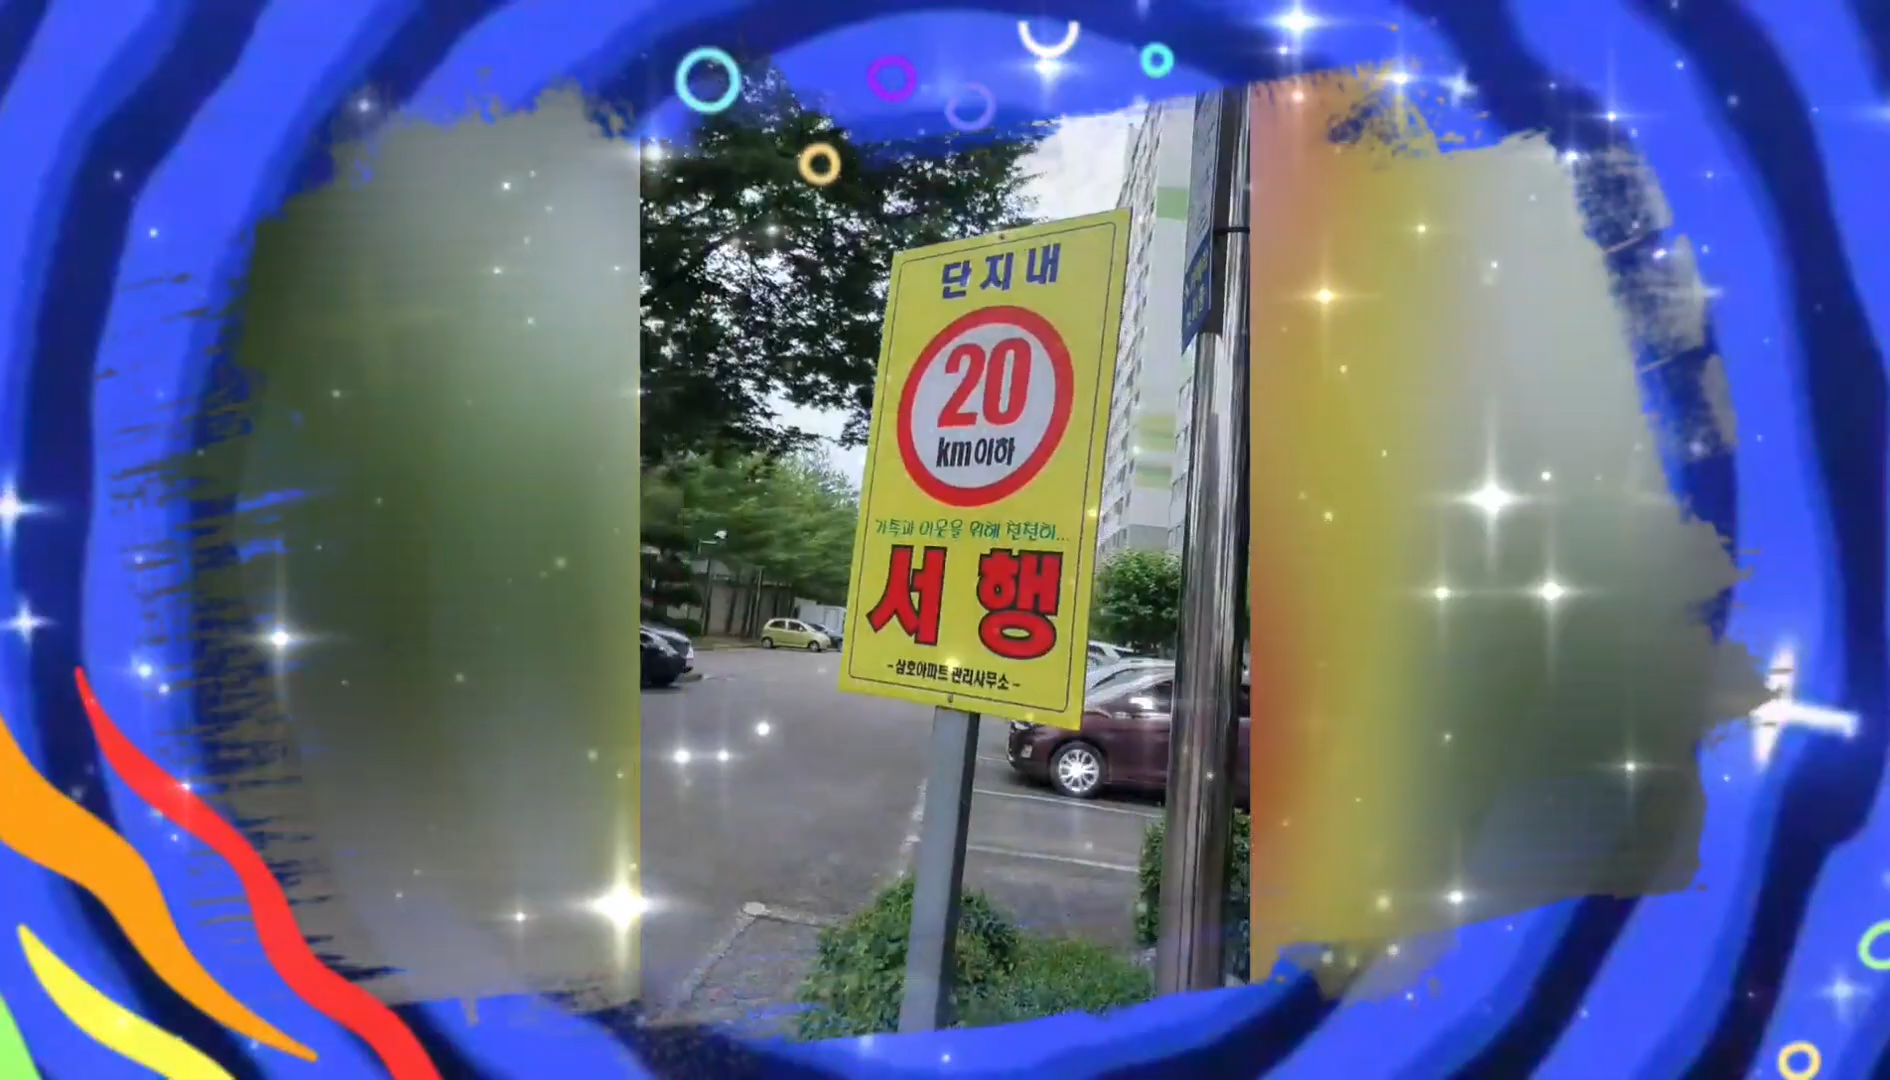 단지내
20
km이하
가족과 이웃을 위해 천천히...
서행
-삼호아파트 관리사무소-